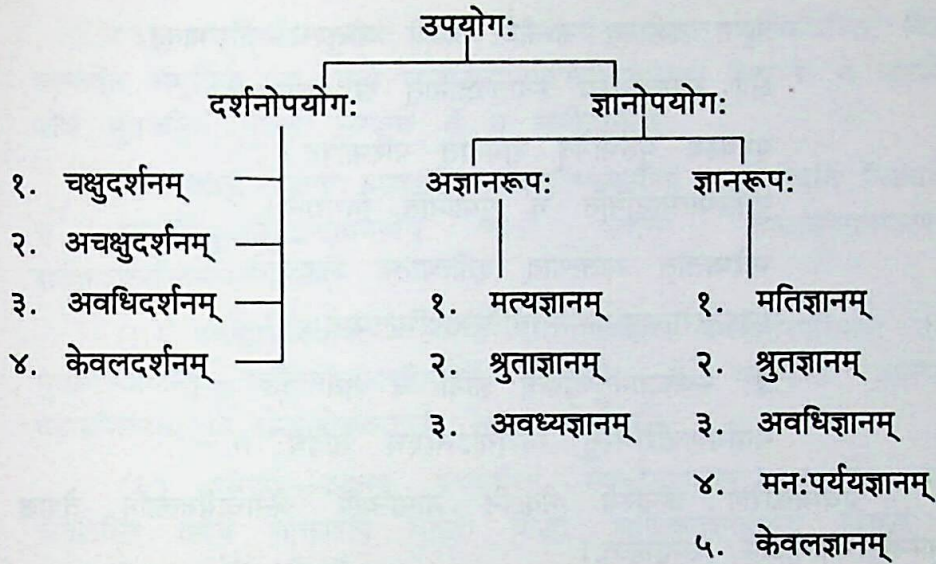 उपयोगः
दर्शनोपयोगः ज्ञानोपयोगः
अज्ञानरूपः ज्ञानरूपः
१. चक्षुदर्शनम्
२. अचक्षुदर्शनम्
३. अवधिदर्शनम्
४. केवलदर्शनम्
१. मत्यज्ञानम्
२. श्रुताज्ञानम्
३. अवध्यज्ञानम्
१. मतिज्ञानम्
२. श्रुतज्ञानम्
३. अवधिज्ञानम्
४. मनःपर्ययज्ञानम्
५. केवलज्ञानम्